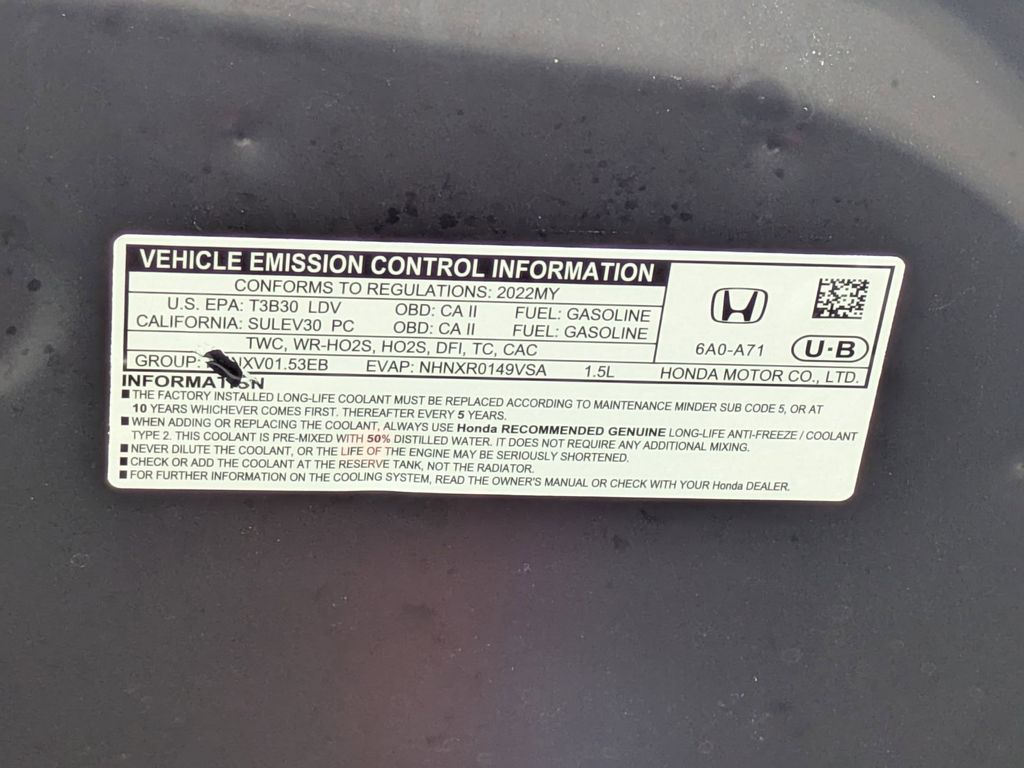 VEHICLE EMISSION CONTROL INFORMATION
CONFORMS TO REGULATIONS: 2022MY
U.S. EPA: T3B30 LDV OBD: CA II FUEL: GASOLINE
CALIFORNIA: SULEV30 PC OBD: CA II FUEL: GASOLINE
TWC, WR-HO2S, HO2S, DFI, TC, CAC
6A0-A71 U·B
GROUP: EVAP: NHNXR0149VSA 1.5L HONDA MOTOR CO., LTD.
■ THE FACTORY INSTALLED LONG-LIFE COOLANT MUST BE REPLACED ACCORDING TO MAINTENANCE MINDER SUB CODE 5, OR AT
10 YEARS WHICHEVER COMES FIRST. THEREAFTER EVERY 5 YEARS.
■ WHEN ADDING OR REPLACING THE COOLANT, ALWAYS USE Honda RECOMMENDED GENUINE LONG-LIFE ANTI-FREEZE / COOLANT
TYPE 2. THIS COOLANT IS PRE-MIXED WITH 50% DISTILLED WATER. IT DOES NOT REQUIRE ANY ADDITIONAL MIXING.
■ NEVER DILUTE THE COOLANT, OR THE LIFE OF THE ENGINE MAY BE SERIOUSLY SHORTENED.
■ CHECK OR ADD THE COOLANT AT THE RESERVE TANK, NOT THE RADIATOR.
■ FOR FURTHER INFORMATION ON THE COOLING SYSTEM, READ THE OWNER'S MANUAL OR CHECK WITH YOUR Honda DEALER.